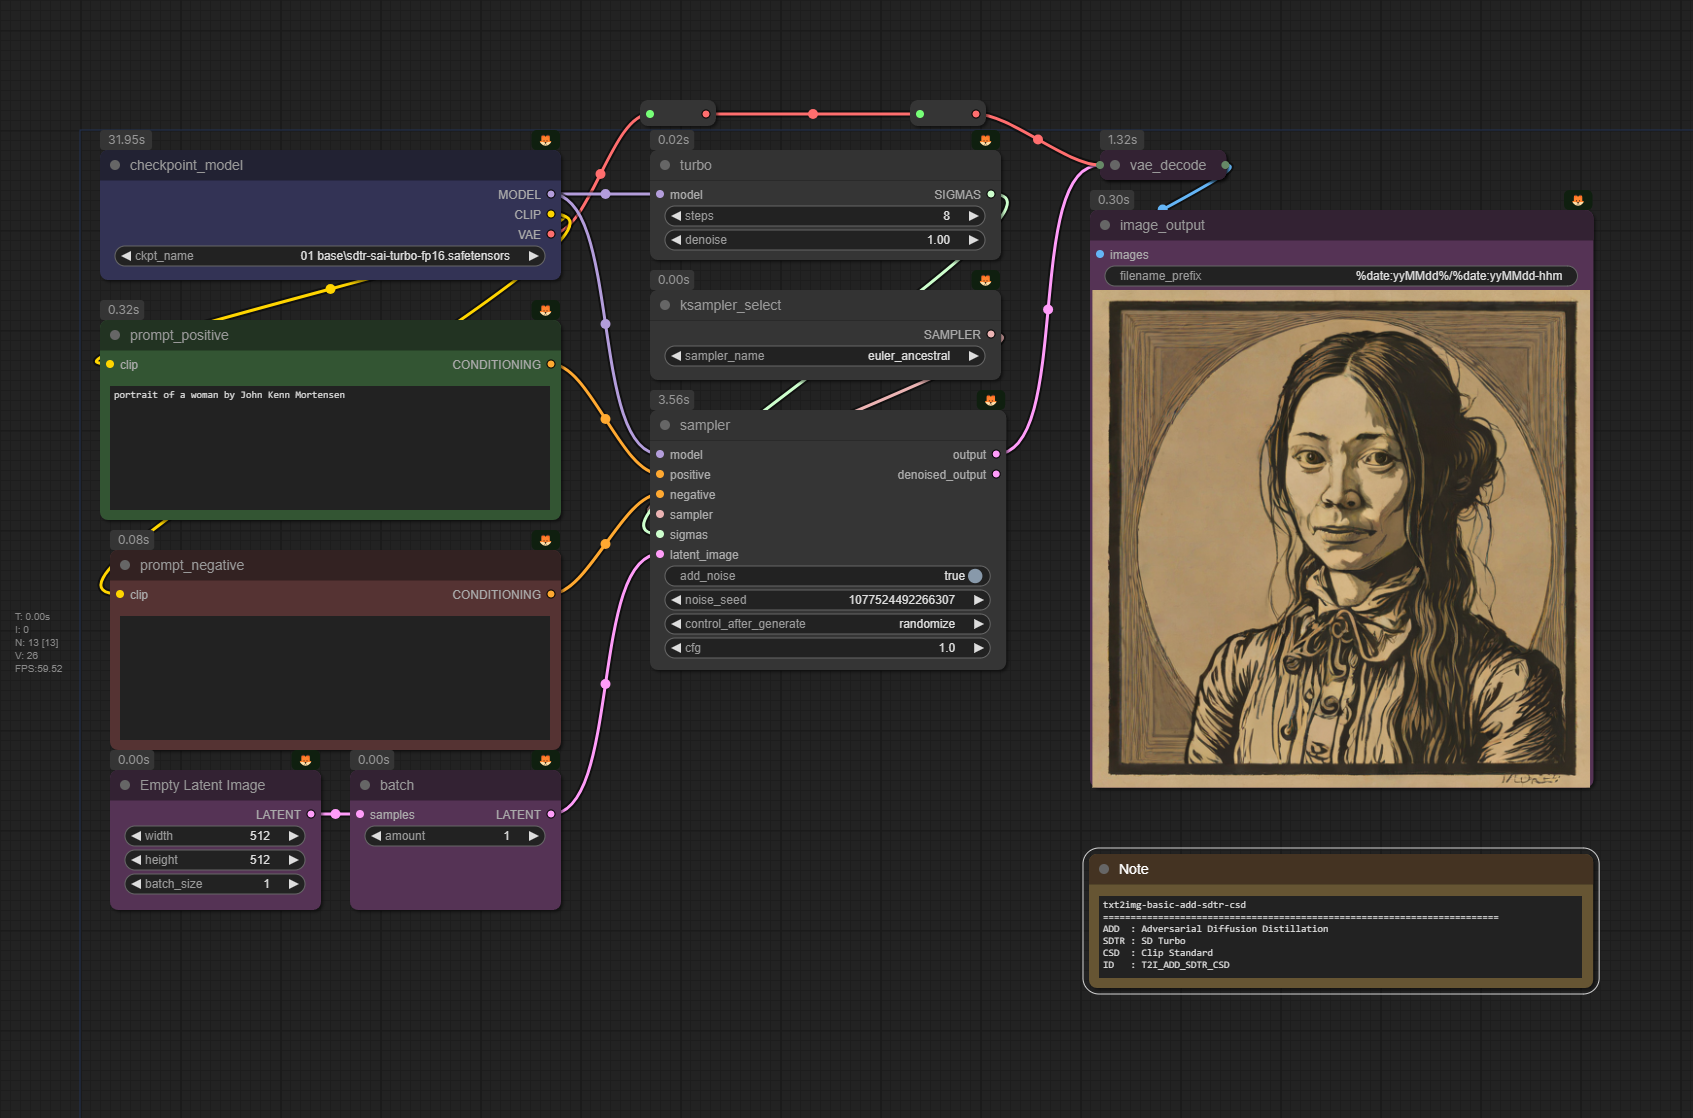 31.95s
checkpoint_model
MODEL
CLIP
VAE
ckpt_name 01 base\sdtr-sai-turbo-fp16.safetensors
0.32s
prompt_positive
clip CONDITIONING
portrait of a woman by John Kenn Mortensen
0.08s
prompt_negative
clip CONDITIONING
T: 0.00s
I: 0
N: 13 [13]
V: 26
FPS:59.52
0.00s
Empty Latent Image
LATENT
width 512
height 512
batch_size 1
0.00s
batch
samples LATENT
amount 1
0.02s
turbo
model SIGMAS
steps 8
denoise 1.00
0.00s
ksampler_select
SAMPLER
sampler_name euler_ancestral
3.56s
sampler
model output
positive denoised_output
negative
sampler
sigmas
latent_image
add_noise true
noise_seed 1077524492266307
control_after_generate randomize
cfg 1.0
1.32s
vae_decode
0.30s
image_output
images
filename_prefix %date:yyMMdd%/%date:yyMMdd-hhm
Note
txt2img-basic-add-sdtr-csd
========================================================================
ADD : Adversarial Diffusion Distillation
SDTR : SD Turbo
CSD : Clip Standard
ID : T2I_ADD_SDTR_CSD